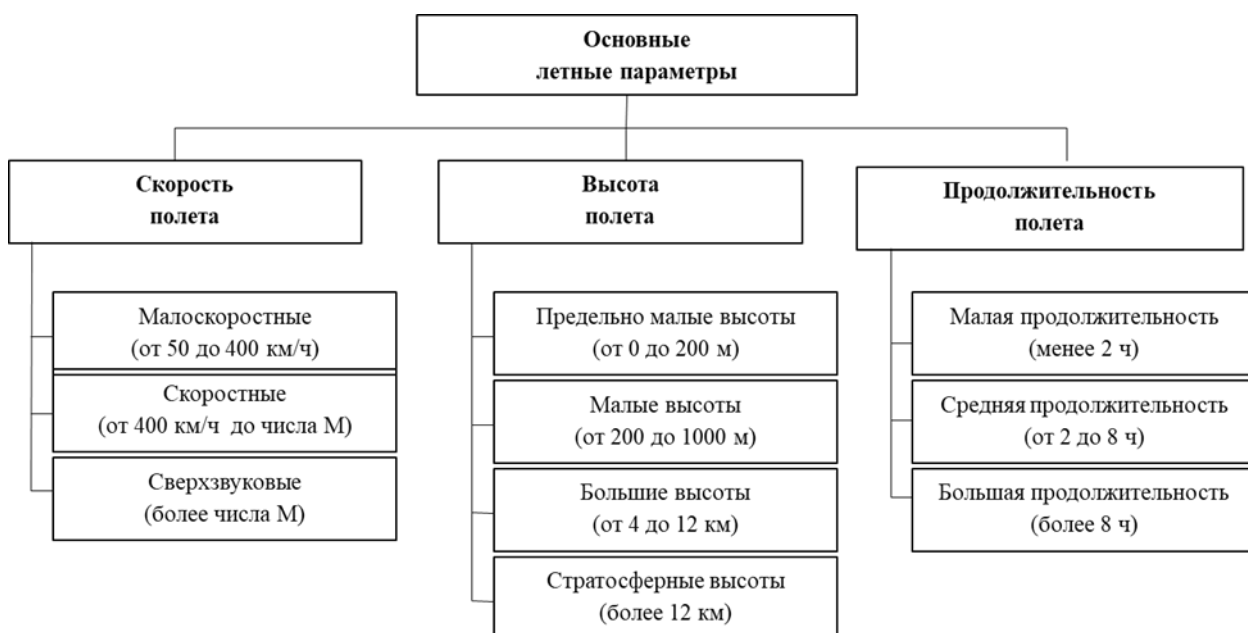 Основные
летные параметры
Скорость
полета
Малоскоростные
(от 50 до 400 км/ч)
Скоростные
(от 400 км/ч до числа М)
Сверхзвуковые
(более числа М)
Высота
полета
Предельно малые высоты
(от 0 до 200 м)
Малые высоты
(от 200 до 1000 м)
Большие высоты
(от 4 до 12 км)
Стратосферные высоты
(более 12 км)
Продолжительность
полета
Малая продолжительность
(менее 2 ч)
Средняя продолжительность
(от 2 до 8 ч)
Большая продолжительность
(более 8 ч)